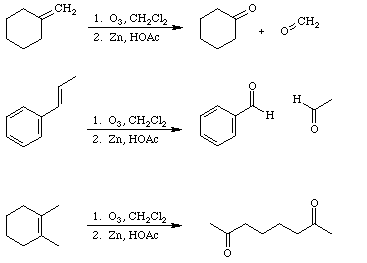 CH₂
1. O₃, CH₂Cl₂
2. Zn, HOAc
O
+
O
CH₂
1. O₃, CH₂Cl₂
2. Zn, HOAc
O
H
H
O
1. O₃, CH₂Cl₂
2. Zn, HOAc
O
O